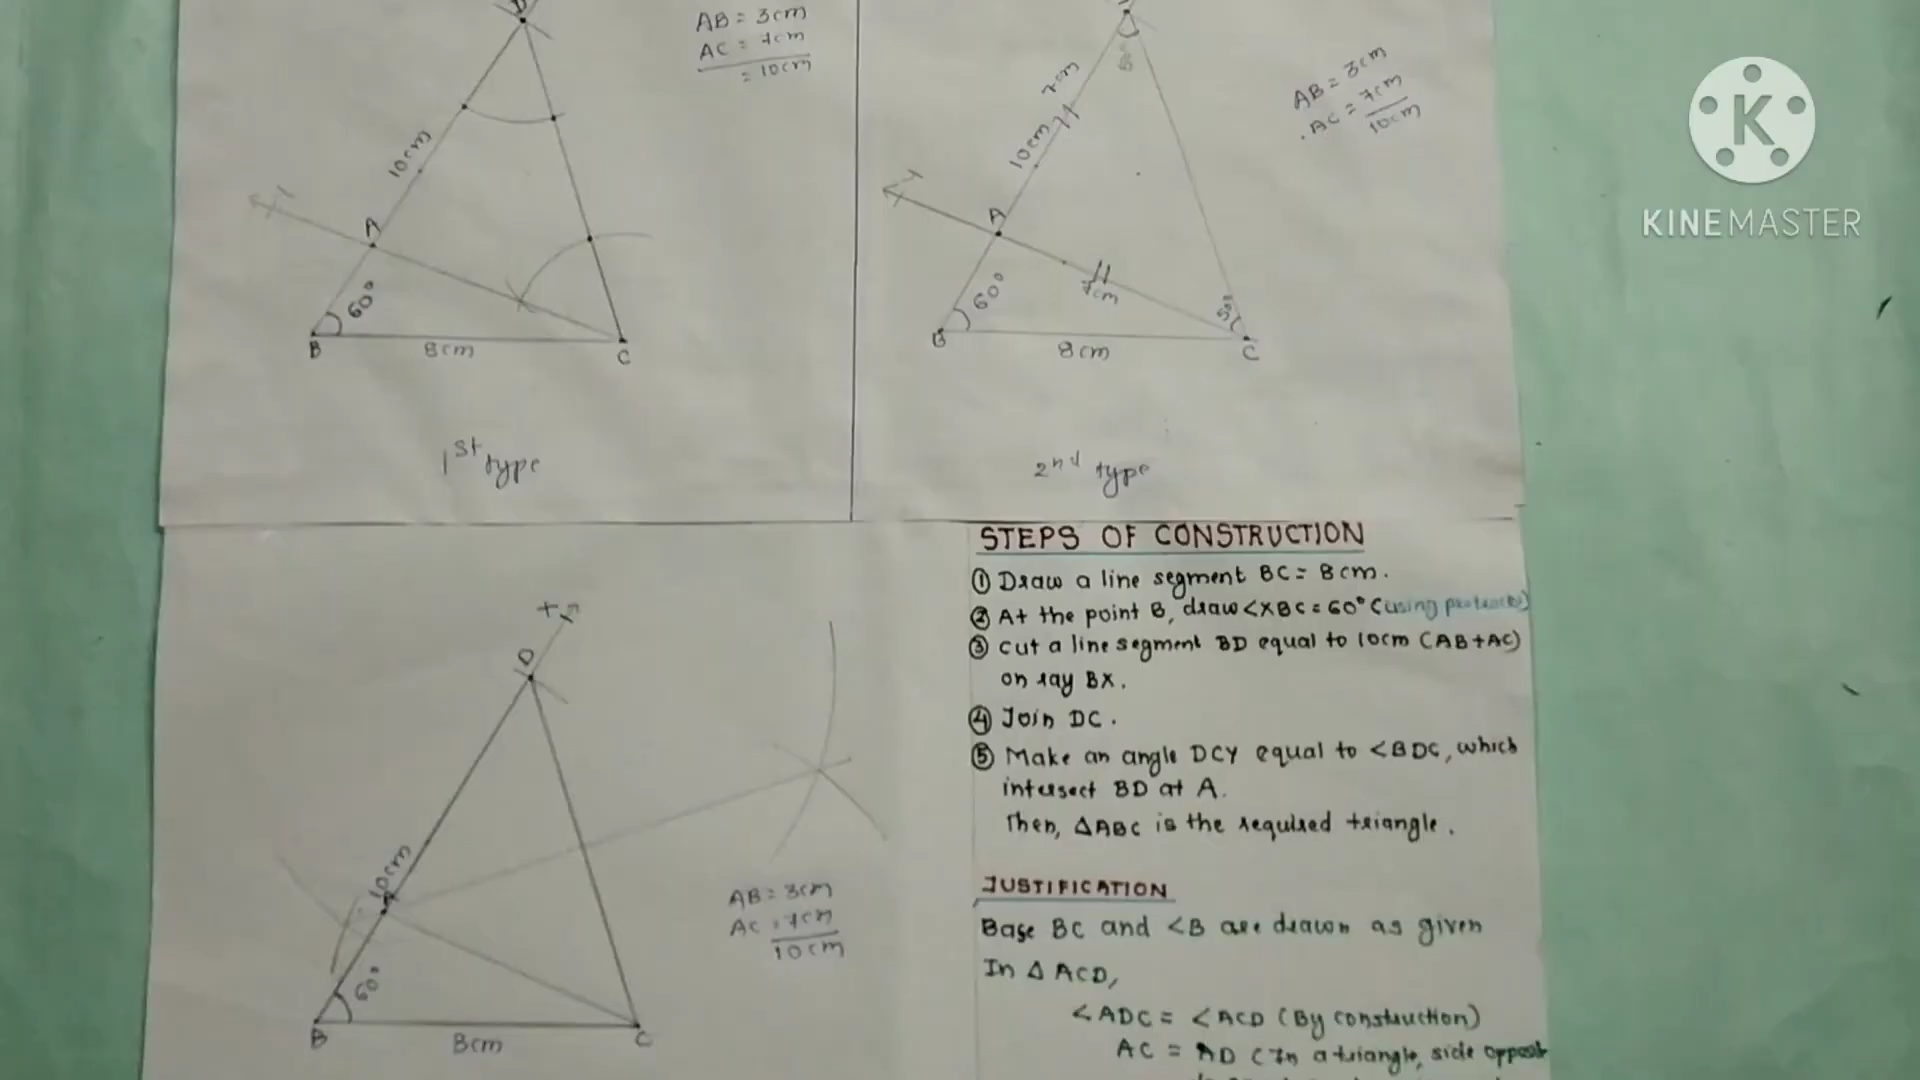 D
AB = 3cm
AC = 7cm
= 10cm
10cm
A
60°
B
8cm
C
1st type
7cm
10cm
A
60°
7cm
B
8cm
C
AB = 3cm
AC = 7cm
10cm
2nd type
K
KINEMASTER
D
10cm
A
60°
B
8cm
C
AB = 3cm
AC = 7cm
10cm
STEPS OF CONSTRUCTION
① Draw a line segment BC = 8cm.
② At the point B, draw <XBC = 60° (using
③ Cut a line segment BD equal to 10cm (AB+AC)
on ray BX.
④ Join DC.
⑤ Make an angle DCY equal to <BDC, which
intersect BD at A.
Then, ΔABC is the required triangle.
JUSTIFICATION
Base BC and <B are drawn as given
In Δ ACD,
<ADC = <ACD (By construction)
AC = AD (In a triangle, side